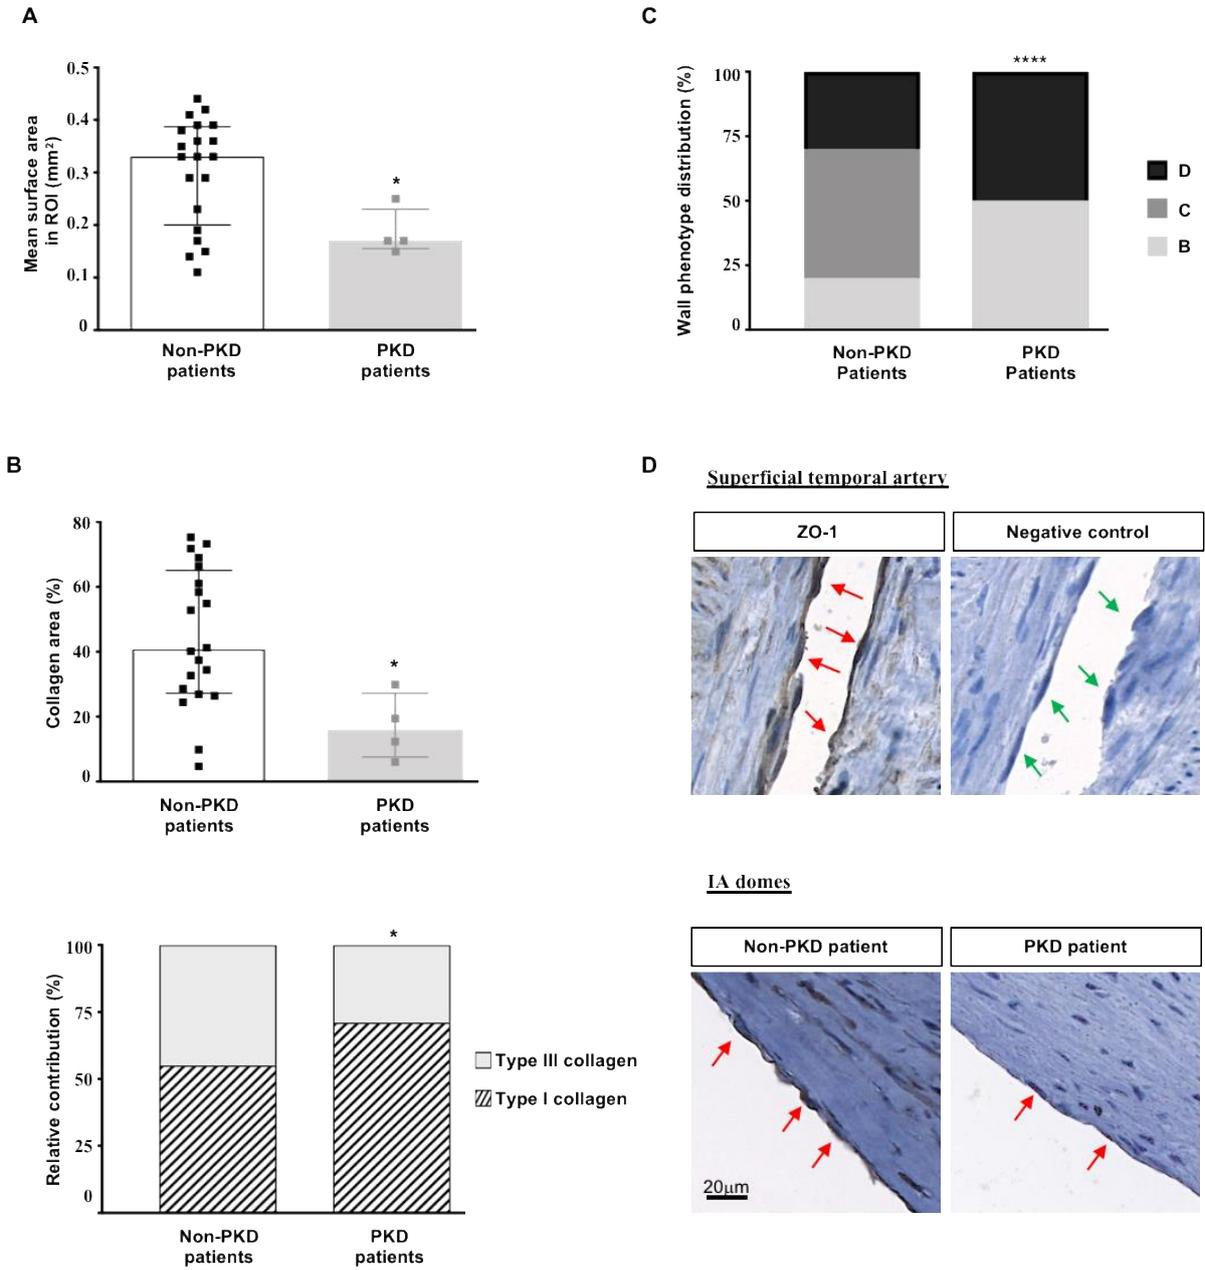 A
Mean surface area
in ROI (mm²)
0.5
0.4
0.3
0.2
0.1
0
*
Non-PKD
patients
PKD
patients
C
Wall phenotype distribution (%)
100
75
50
25
0
****
Non-PKD
Patients
PKD
Patients
D
C
B
B
Collagen area (%)
80
60
40
20
0
*
Non-PKD
patients
PKD
patients
Relative contribution (%)
100
75
50
25
0
*
Non-PKD
patients
PKD
patients
Type III collagen
Type I collagen
D
Superficial temporal artery
ZO-1
Negative control
IA domes
Non-PKD patient
PKD patient
20µm